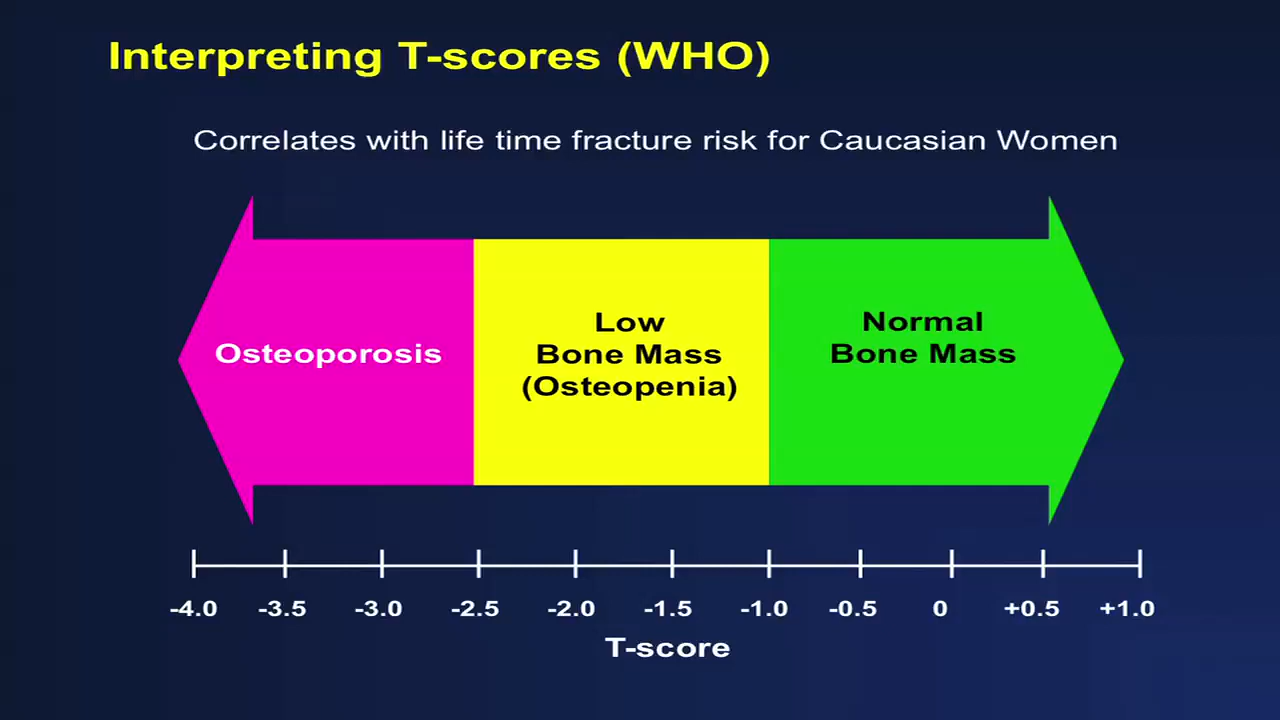 Interpreting T-scores (WHO)
Correlates with life time fracture risk for Caucasian Women
Osteoporosis
Low
Bone Mass
(Osteopenia)
Normal
Bone Mass
-4.0 -3.5 -3.0 -2.5 -2.0 -1.5 -1.0 -0.5 0 +0.5 +1.0
T-score